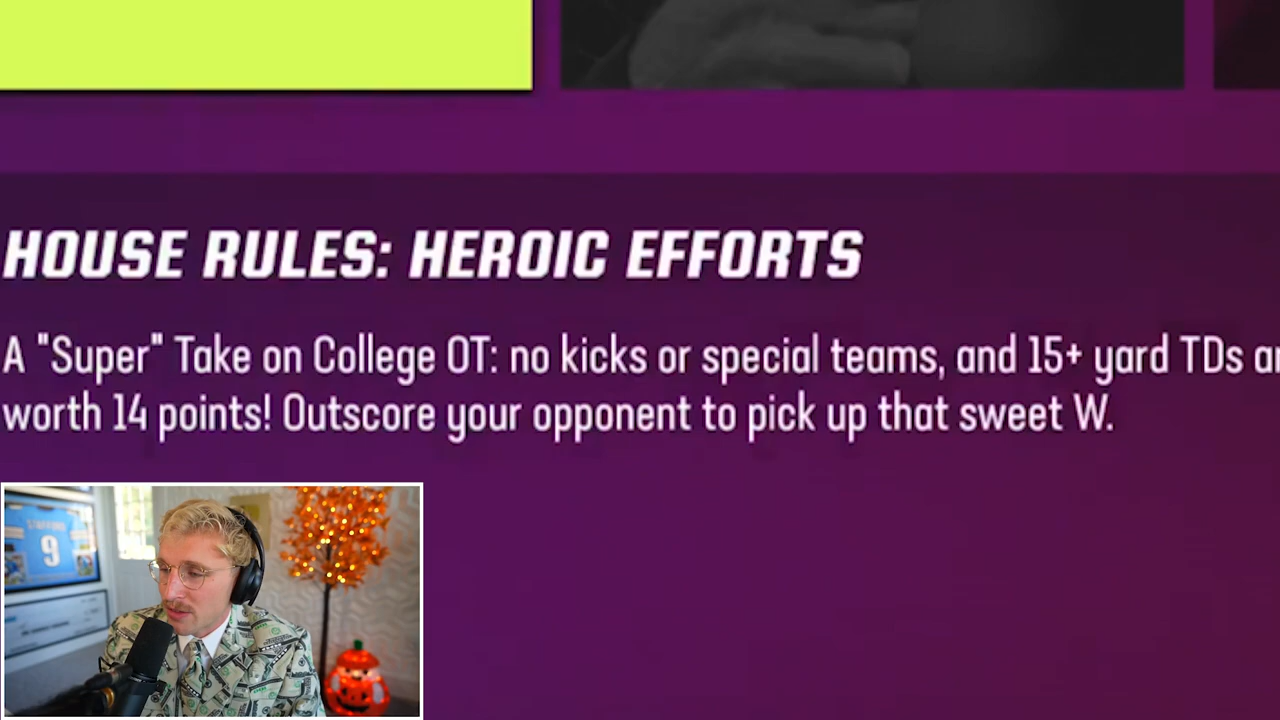 HOUSE RULES: HEROIC EFFORTS
A "Super" Take on College OT: no kicks or special teams, and 15+ yard TDs
worth 14 points! Outscore your opponent to pick up that sweet W.
9